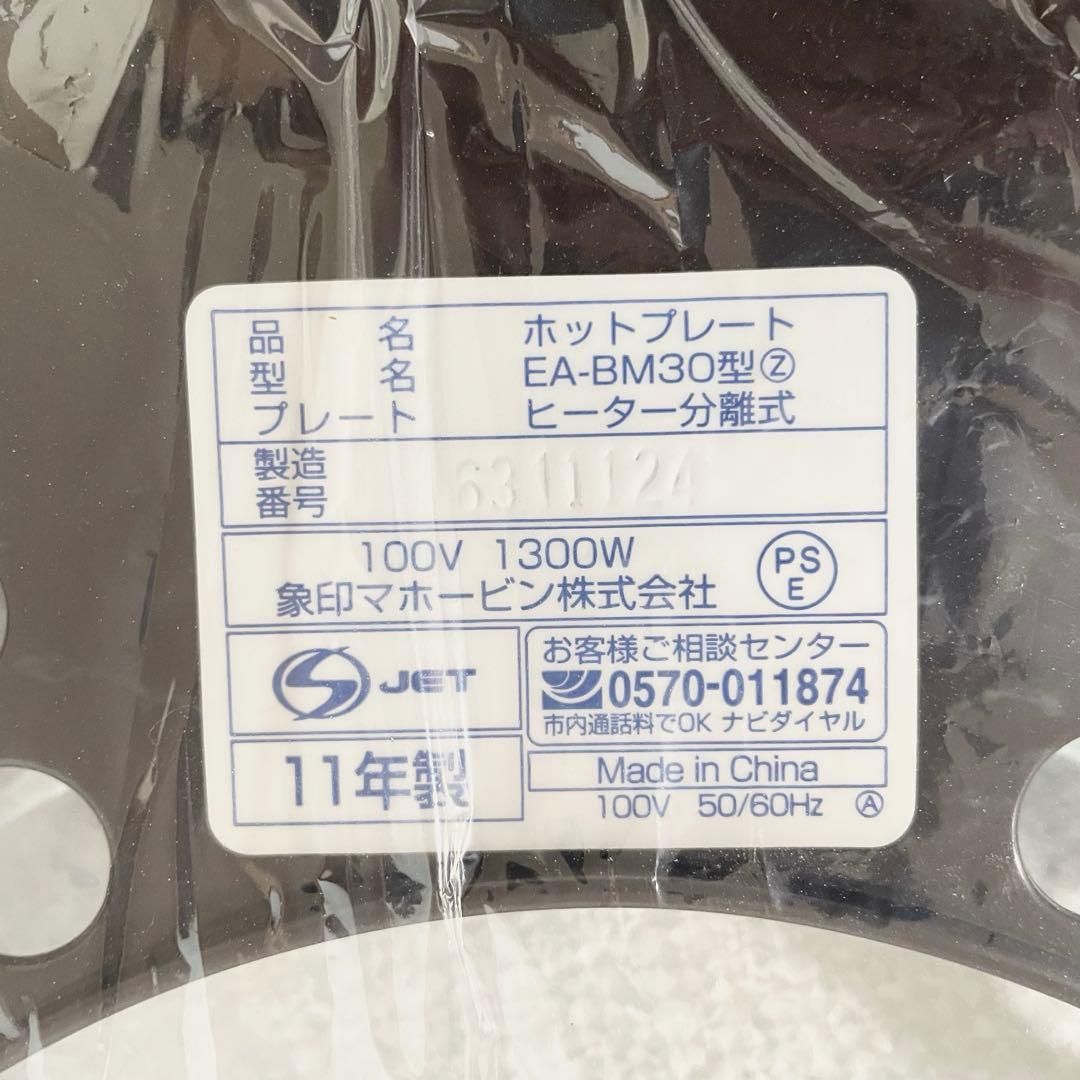 品名 ホットプレート
型名 EA-BM30型Ⓩ
プレート ヒーター分離式
製造番号 6311124
100V 1300W
象印マホービン株式会社
PS
E
JET
お客様ご相談センター
0570-011874
市内通話料でOK ナビダイヤル
11年製
Made in China
100V 50/60Hz Ⓐ